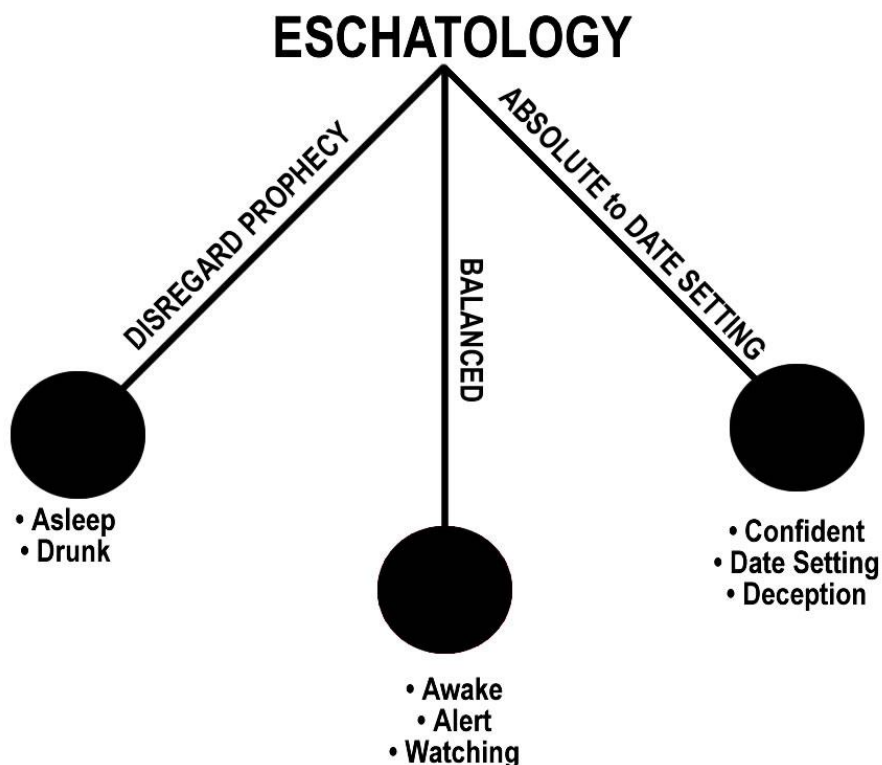 ESCHATOLOGY
DISREGARD PROPHECY
BALANCED
ABSOLUTE to DATE SETTING
• Asleep
• Drunk
• Awake
• Alert
• Watching
• Confident
• Date Setting
• Deception